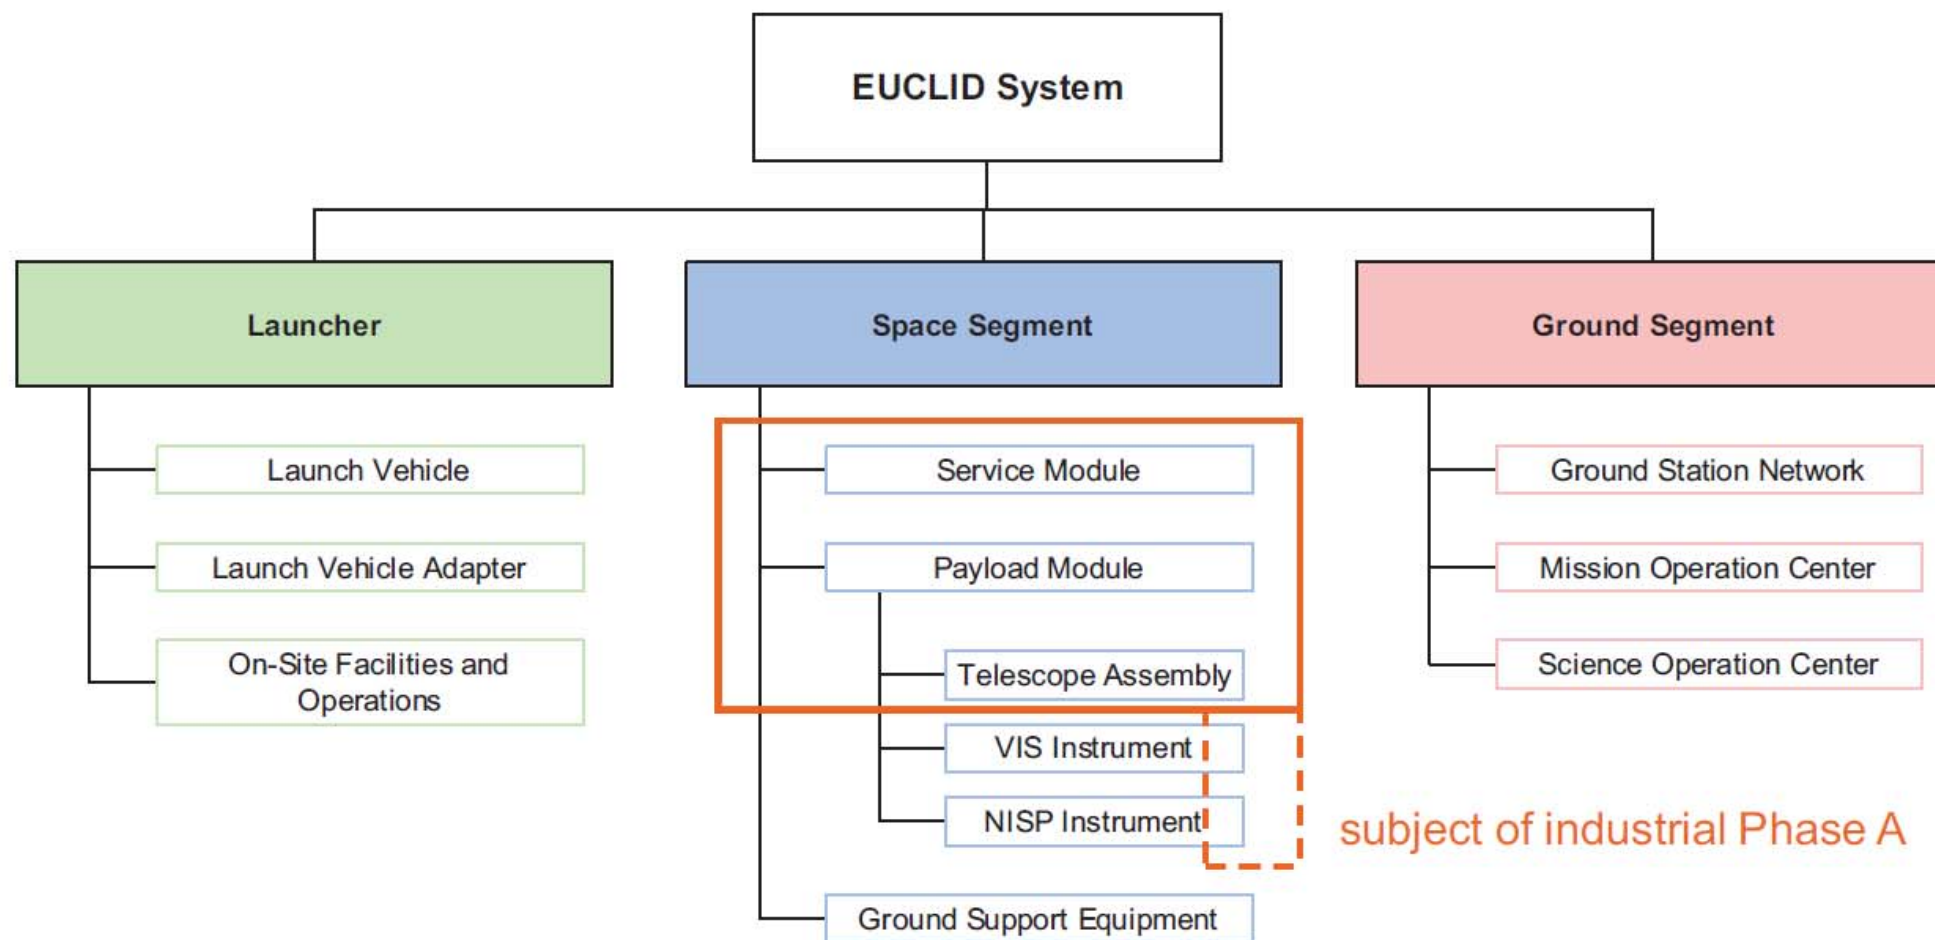 EUCLID System
Launcher
Space Segment
Ground Segment
Launch Vehicle
Launch Vehicle Adapter
On-Site Facilities and
Operations
Service Module
Payload Module
Telescope Assembly
VIS Instrument
NISP Instrument
Ground Support Equipment
subject of industrial Phase A
Ground Station Network
Mission Operation Center
Science Operation Center